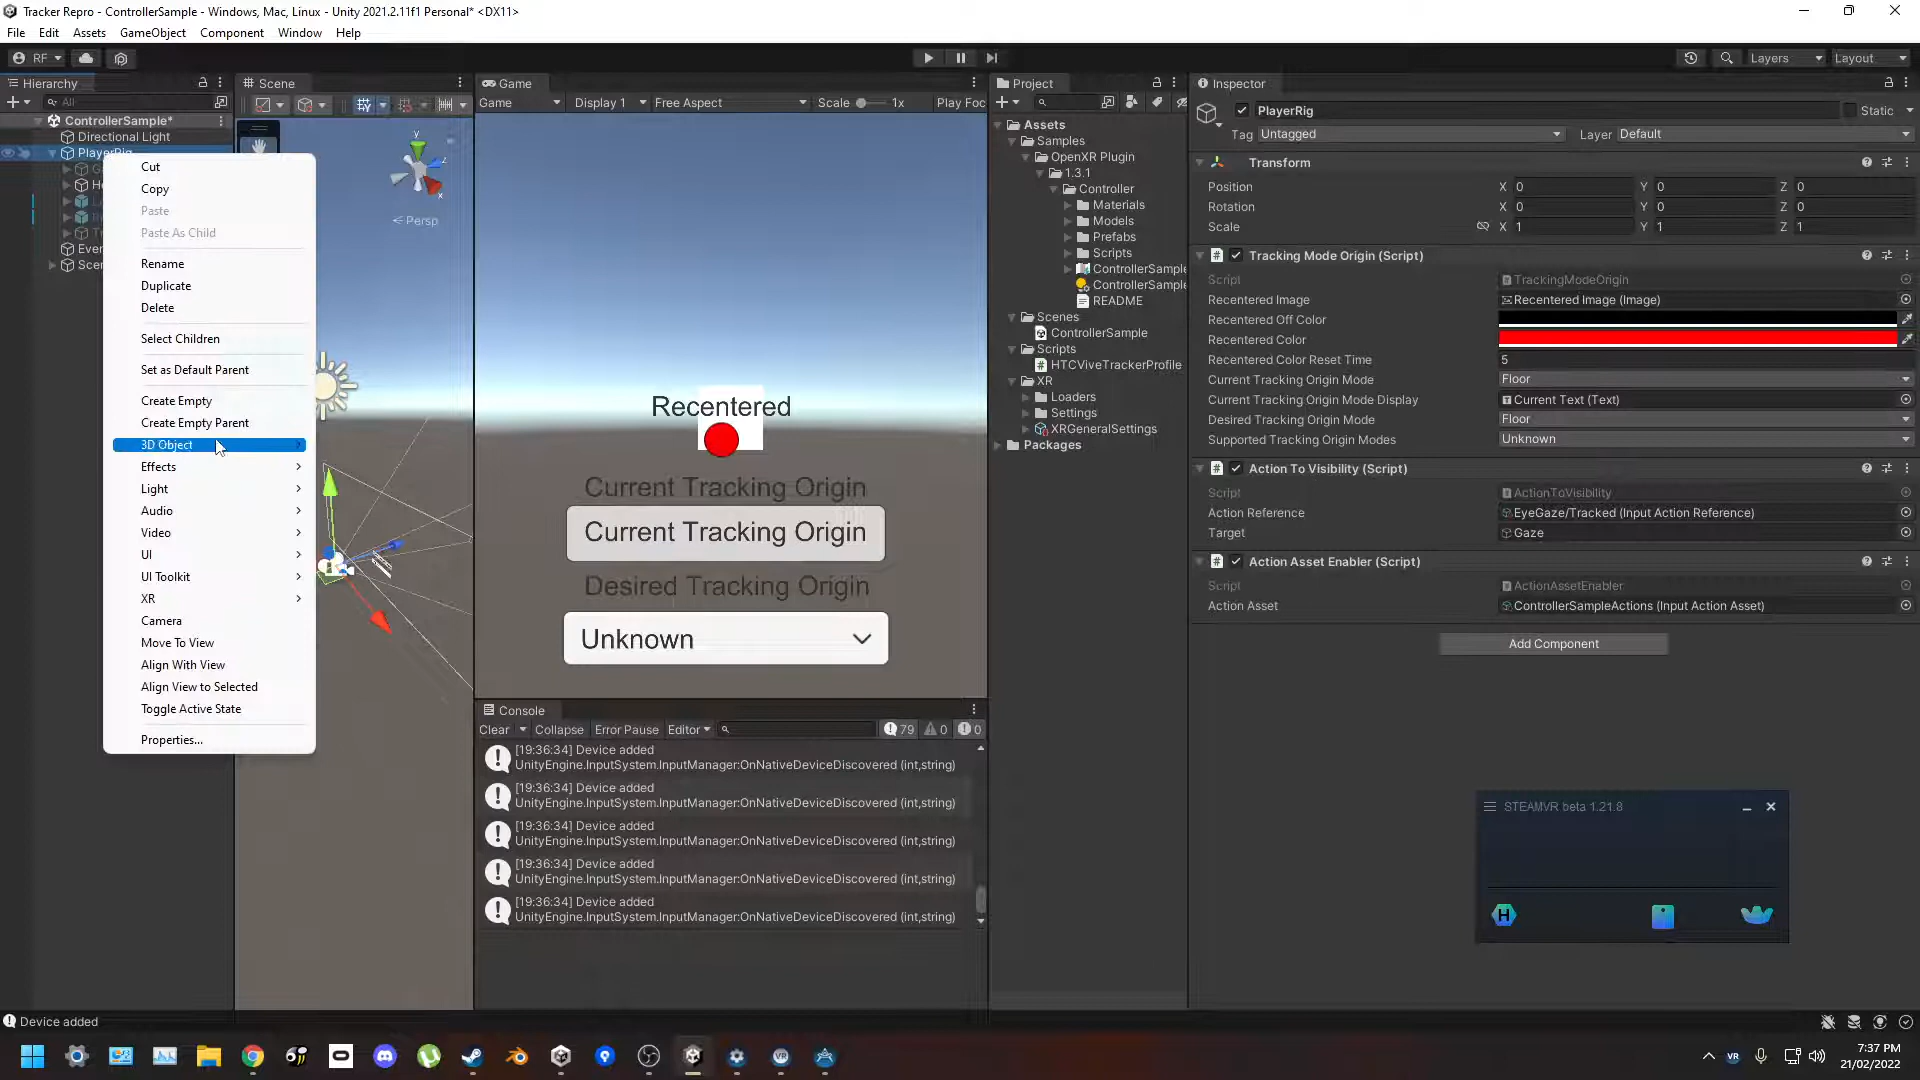 Tracker Repro - ControllerSample - Windows, Mac, Linux - Unity 2021.2.11f1 Personal* <DX11>
File Edit Assets GameObject Component Window Help
RF Layers Layout
Hierarchy
All
ControllerSample*
Directional Light
PlayerRig
Cut
Copy
Paste
Paste As Child
Rename
Duplicate
Delete
Select Children
Set as Default Parent
Create Empty
Create Empty Parent
3D Object
Effects
Light
Audio
Video
UI
UI Toolkit
XR
Camera
Move To View
Align With View
Align View to Selected
Toggle Active State
Properties...
Scene
y
x
Persp
Game
Game Display 1 Free Aspect Scale 1x Play Foc
Recentered
Current Tracking Origin
Current Tracking Origin
Desired Tracking Origin
Unknown
Console
Clear Collapse Error Pause Editor 79 0 0
[19:36:34] Device added
UnityEngine.InputSystem.InputManager:OnNativeDeviceDiscovered (int,string)
[19:36:34] Device added
UnityEngine.InputSystem.InputManager:OnNativeDeviceDiscovered (int,string)
[19:36:34] Device added
UnityEngine.InputSystem.InputManager:OnNativeDeviceDiscovered (int,string)
[19:36:34] Device added
UnityEngine.InputSystem.InputManager:OnNativeDeviceDiscovered (int,string)
[19:36:34] Device added
UnityEngine.InputSystem.InputManager:OnNativeDeviceDiscovered (int,string)
Project
Assets
Samples
OpenXR Plugin
1.3.1
Controller
Materials
Models
Prefabs
Scripts
ControllerSample
ControllerSample
README
Scenes
ControllerSample
Scripts
HTCViveTrackerProfile
XR
Loaders
Settings
XRGeneralSettings
Packages
Inspector
PlayerRig Static
Tag Untagged Layer Default
Transform
Position X 0 Y 0 Z 0
Rotation X 0 Y 0 Z 0
Scale X 1 Y 1 Z 1
Tracking Mode Origin (Script)
Script TrackingModeOrigin
Recentered Image Recentered Image (Image)
Recentered Off Color
Recentered Color
Recentered Color Reset Time 5
Current Tracking Origin Mode Floor
Current Tracking Origin Mode Display Current Text (Text)
Desired Tracking Origin Mode Floor
Supported Tracking Origin Modes Unknown
Action To Visibility (Script)
Script ActionToVisibility
Action Reference EyeGaze/Tracked (Input Action Reference)
Target Gaze
Action Asset Enabler (Script)
Script ActionAssetEnabler
Action Asset ControllerSampleActions (Input Action Asset)
Add Component
STEAMVR beta 1.21.8
Device added
7:37 PM
21/02/2022